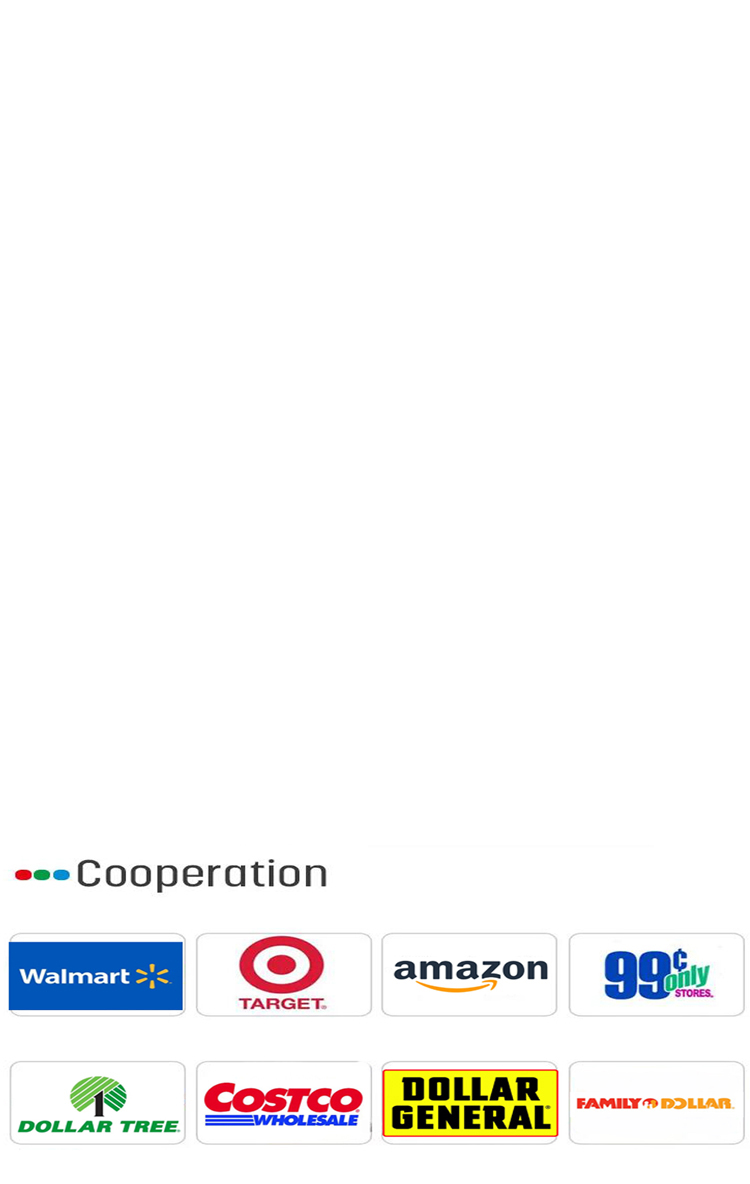 Cooperation
Walmart
TARGET®
amazon
99¢ only STORES
DOLLAR TREE
COSTCO WHOLESALE
DOLLAR GENERAL
FAMILY DOLLAR